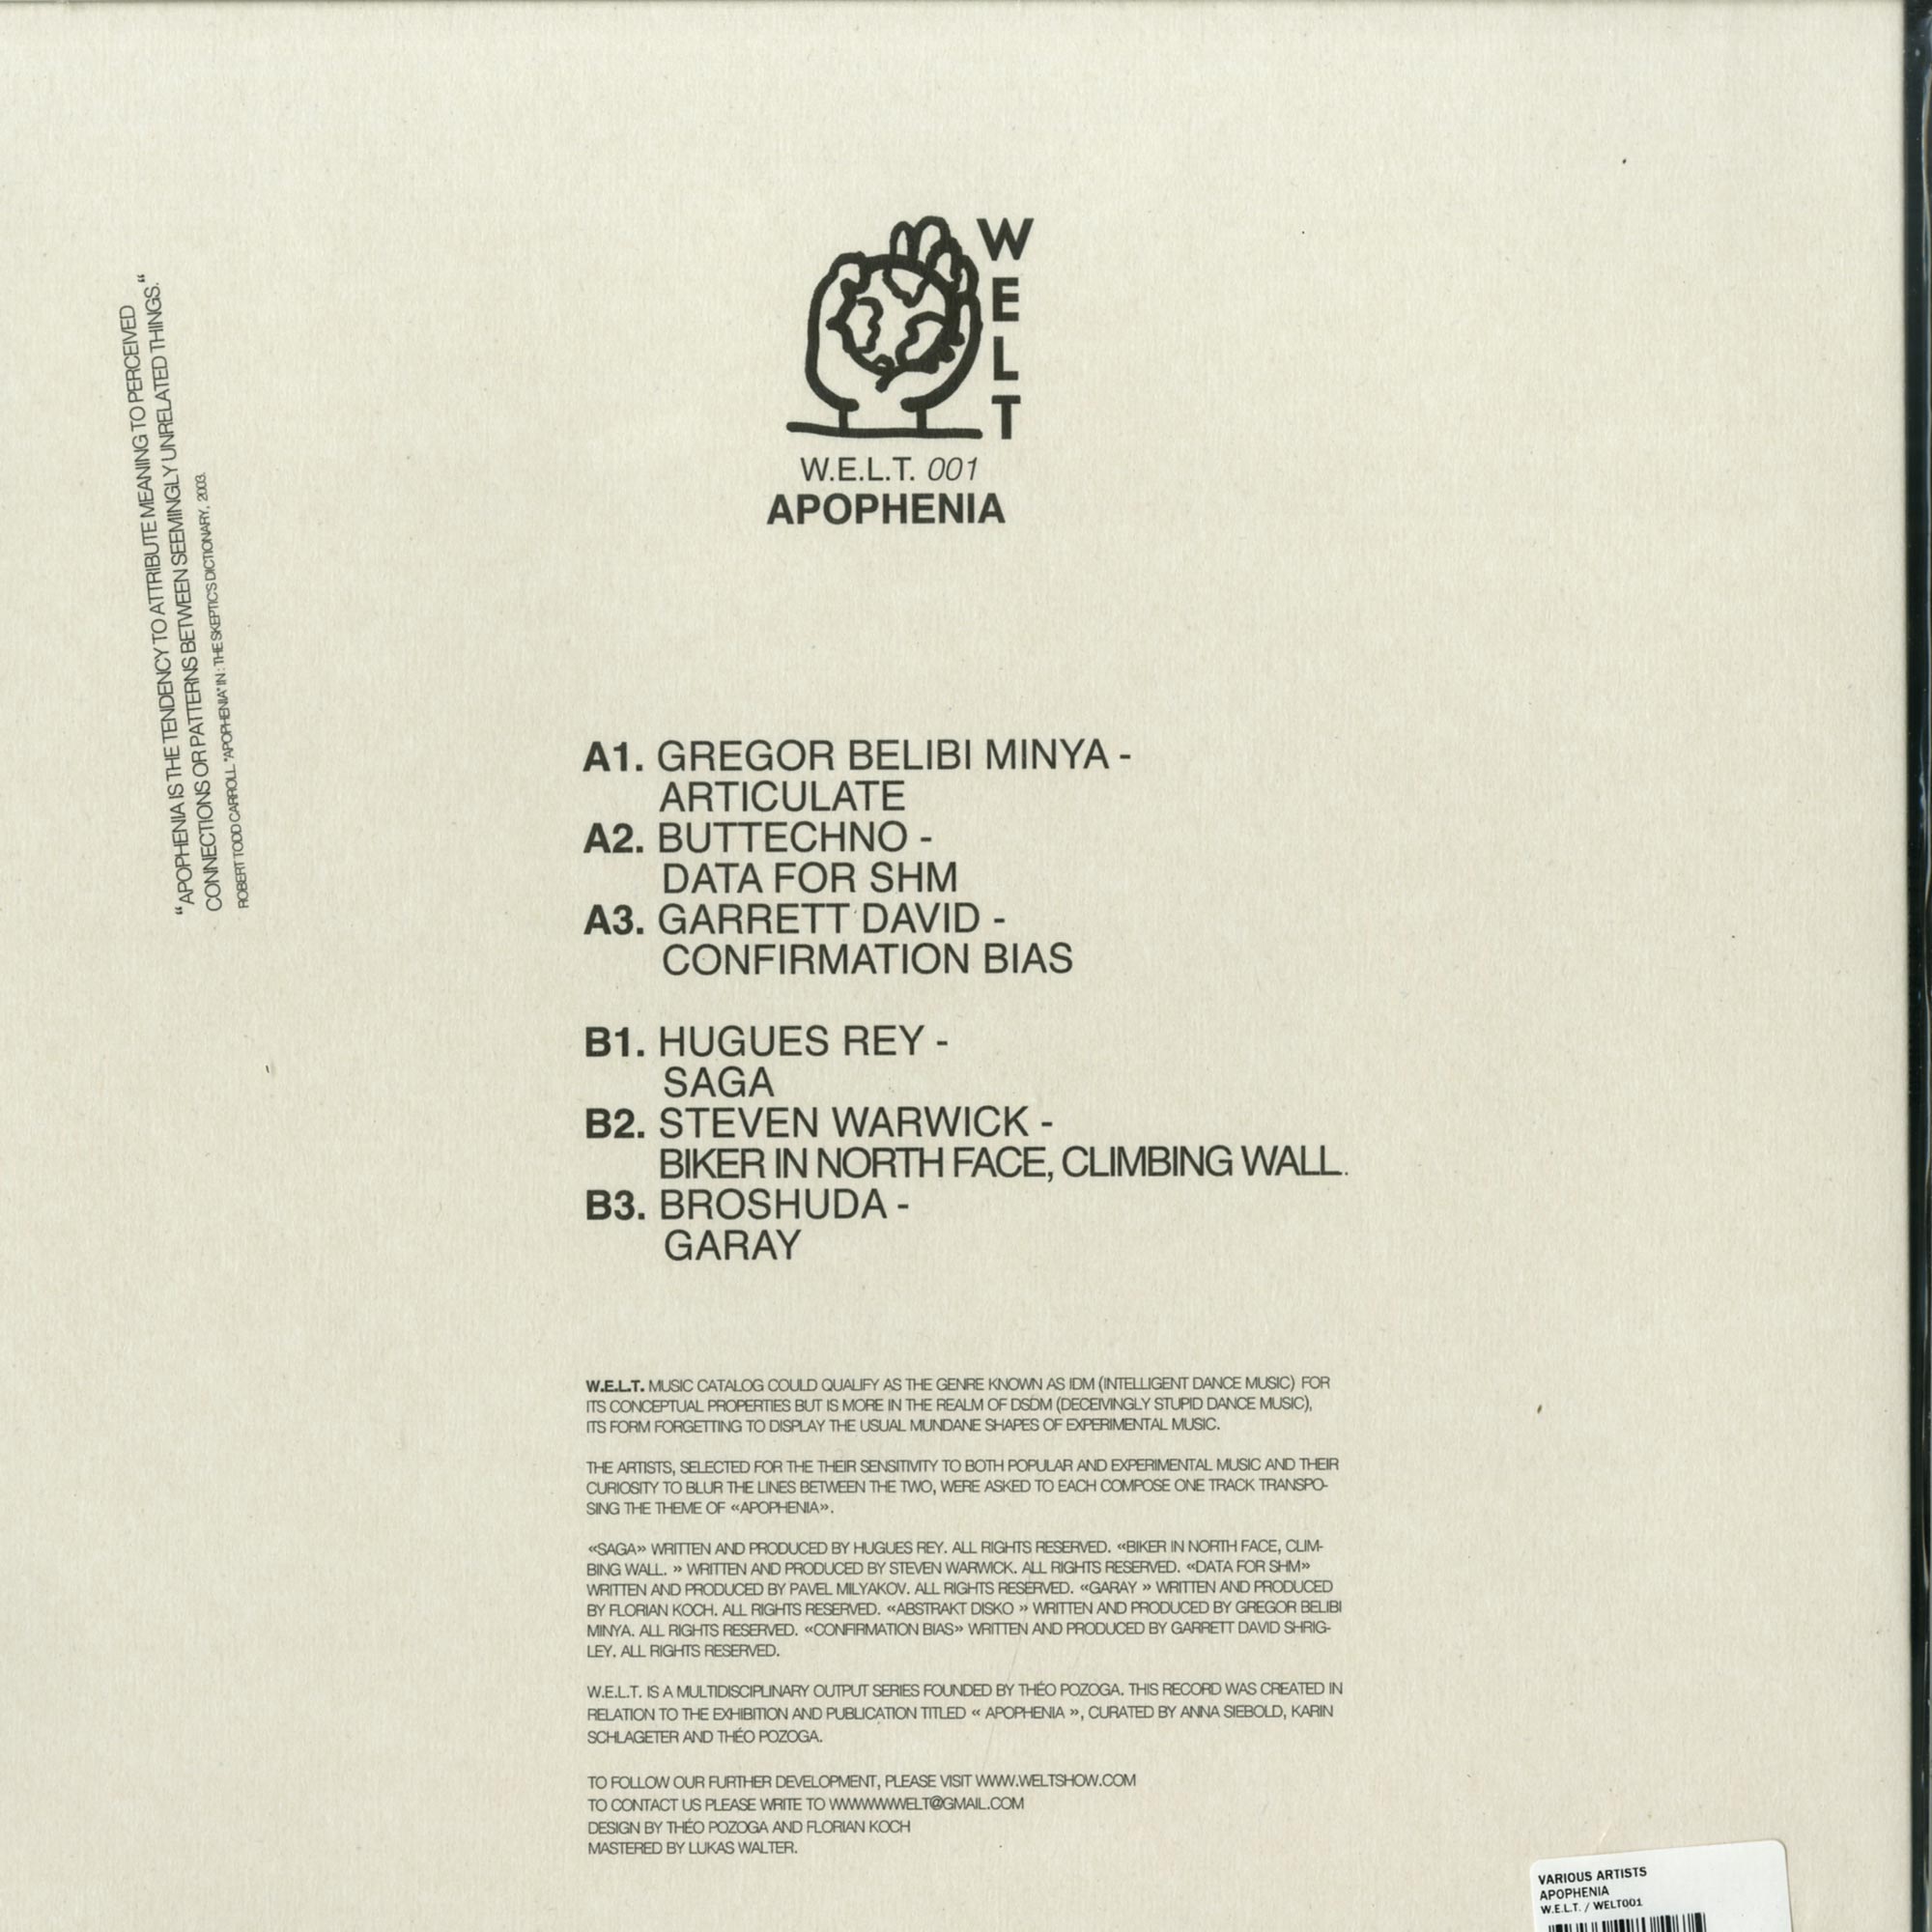 W
E
L
T
W.E.L.T. 001
APOPHENIA
“APOPHENIA IS THE TENDENCY TO ATTRIBUTE MEANING TO PERCEIVED
CONNECTIONS OR PATTERNS BETWEEN SEEMINGLY UNRELATED THINGS.“
ROBERT TODD CARROLL. "APOPHENIA" IN : THE SKEPTIC'S DICTIONARY, 2003.
A1. GREGOR BELIBI MINYA -
ARTICULATE
A2. BUTTECHNO -
DATA FOR SHM
A3. GARRETT DAVID -
CONFIRMATION BIAS
B1. HUGUES REY -
SAGA
B2. STEVEN WARWICK -
BIKER IN NORTH FACE, CLIMBING WALL.
B3. BROSHUDA -
GARAY
W.E.L.T. MUSIC CATALOG COULD QUALIFY AS THE GENRE KNOWN AS IDM (INTELLIGENT DANCE MUSIC) FOR
ITS CONCEPTUAL PROPERTIES BUT IS MORE IN THE REALM OF DSDM (DECEIVINGLY STUPID DANCE MUSIC),
ITS FORM FORGETTING TO DISPLAY THE USUAL MUNDANE SHAPES OF EXPERIMENTAL MUSIC.
THE ARTISTS, SELECTED FOR THE THEIR SENSITIVITY TO BOTH POPULAR AND EXPERIMENTAL MUSIC AND THEIR
CURIOSITY TO BLUR THE LINES BETWEEN THE TWO, WERE ASKED TO EACH COMPOSE ONE TRACK TRANSPO-
SING THE THEME OF «APOPHENIA».
«SAGA» WRITTEN AND PRODUCED BY HUGUES REY. ALL RIGHTS RESERVED. «BIKER IN NORTH FACE, CLIM-
BING WALL. » WRITTEN AND PRODUCED BY STEVEN WARWICK. ALL RIGHTS RESERVED. «DATA FOR SHM»
WRITTEN AND PRODUCED BY PAVEL MILYAKOV. ALL RIGHTS RESERVED. «GARAY » WRITTEN AND PRODUCED
BY FLORIAN KOCH. ALL RIGHTS RESERVED. «ABSTRAKT DISKO » WRITTEN AND PRODUCED BY GREGOR BELIBI
MINYA. ALL RIGHTS RESERVED. «CONFIRMATION BIAS» WRITTEN AND PRODUCED BY GARRETT DAVID SHRIG-
LEY. ALL RIGHTS RESERVED.
W.E.L.T. IS A MULTIDISCIPLINARY OUTPUT SERIES FOUNDED BY THÉO POZOGA. THIS RECORD WAS CREATED IN
RELATION TO THE EXHIBITION AND PUBLICATION TITLED « APOPHENIA », CURATED BY ANNA SIEBOLD, KARIN
SCHLAGETER AND THÉO POZOGA.
TO FOLLOW OUR FURTHER DEVELOPMENT, PLEASE VISIT WWW.WELTSHOW.COM
TO CONTACT US PLEASE WRITE TO WWWWWWELT@GMAIL.COM
DESIGN BY THÉO POZOGA AND FLORIAN KOCH
MASTERED BY LUKAS WALTER.
VARIOUS ARTISTS
APOPHENIA
W.E.L.T. / WELT001